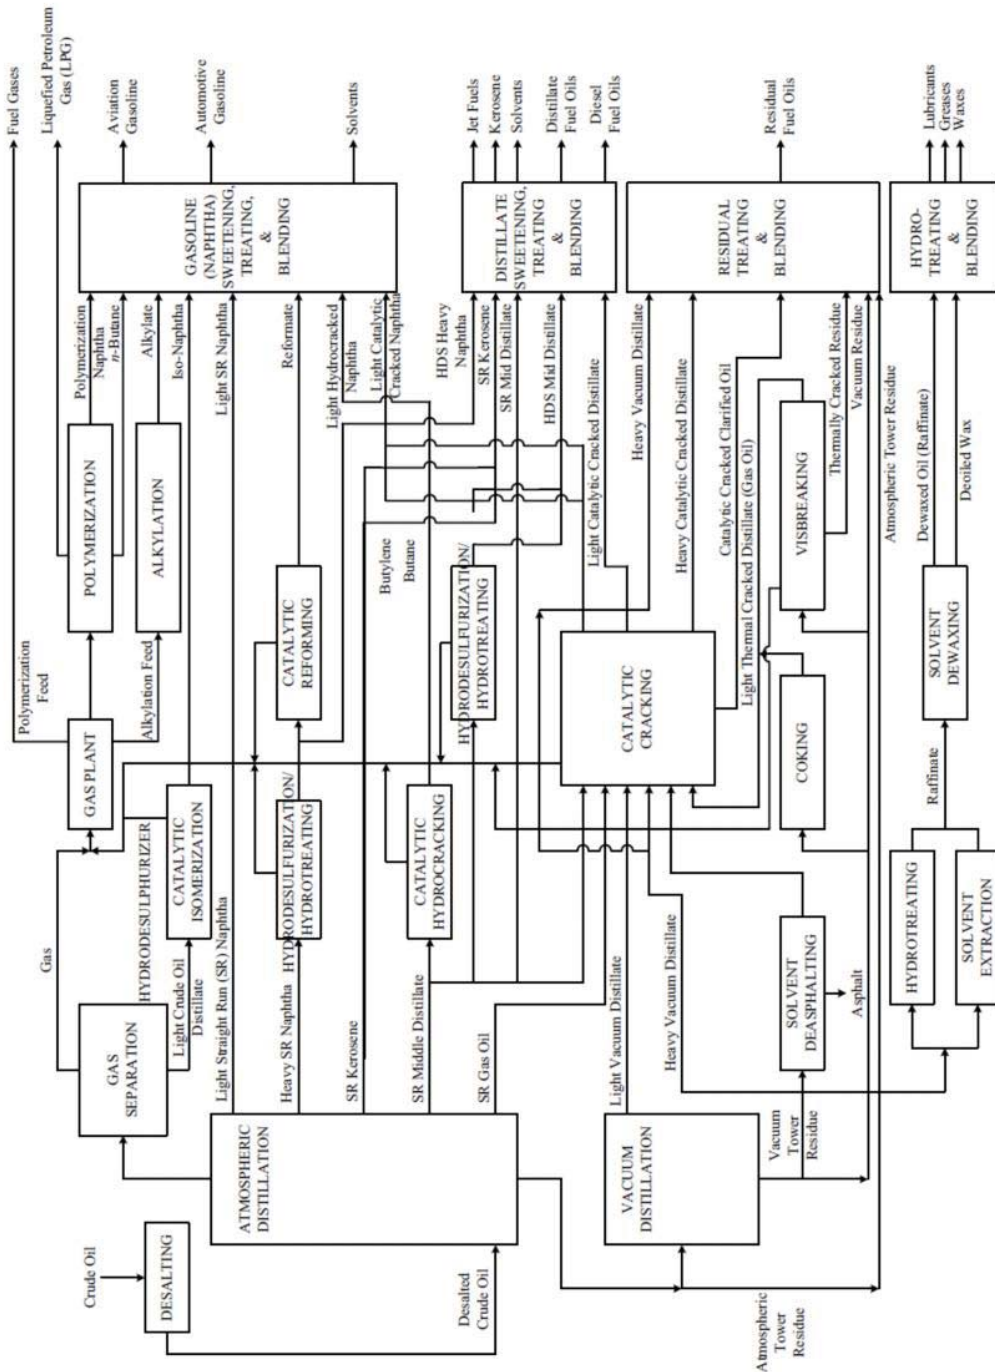 Crude Oil
DESALTING
Desalted
Crude Oil
ATMOSPHERIC
DISTILLATION
Atmospheric
Tower
Residue
VACUUM
DISTILLATION
Vacuum
Tower
Residue
GAS
SEPARATION
Gas
HYDRODESULPHURIZER
Light Crude Oil
Distillate
Light Straight Run (SR) Naphtha
Heavy SR Naphtha
SR Kerosene
SR Middle Distillate
SR Gas Oil
Light Vacuum Distillate
Heavy Vacuum Distillate
SOLVENT
DEASPHALTING
Asphalt
HYDROTREATING
SOLVENT
EXTRACTION
GAS PLANT
CATALYTIC
ISOMERIZATION
HYDRODESULFURIZATION/
HYDROTREATING
CATALYTIC
HYDROCRACKING
Polymerization
Feed
Alkylation Feed
CATALYTIC
REFORMING
HYDRODESULFURIZATION/
HYDROTREATING
CATALYTIC
CRACKING
COKING
Raffinate
SOLVENT
DEWAXING
POLYMERIZATION
ALKYLATION
Butylene
Butane
VISBREAKING
Polymerization
Naphtha
n-Butane
Alkylate
Iso-Naphtha
Light SR Naphtha
Reformate
Light Hydrocracked
Naphtha
Light Catalytic
Cracked Naphtha
HDS Heavy
Naphtha
SR Kerosene
SR Mid Distillate
HDS Mid Distillate
Light Catalytic Cracked Distillate
Heavy Vacuum Distillate
Heavy Catalytic Cracked Distillate
Catalytic Cracked Clarified Oil
Light Thermal Cracked Distillate (Gas Oil)
Thermally Cracked Residue
Vacuum Residue
Atmospheric Tower Residue
Dewaxed Oil (Raffinate)
Deoiled Wax
GASOLINE
(NAPHTHA)
SWEETENING,
TREATING,
&
BLENDING
DISTILLATE
SWEETENING,
TREATING
&
BLENDING
RESIDUAL
TREATING
&
BLENDING
HYDRO-
TREATING
&
BLENDING
Fuel Gases
Liquefied Petroleum
Gas (LPG)
Aviation
Gasoline
Automotive
Gasoline
Solvents
Jet Fuels
Kerosene
Solvents
Distillate
Fuel Oils
Diesel
Fuel Oils
Residual
Fuel Oils
Lubricants
Greases
Waxes